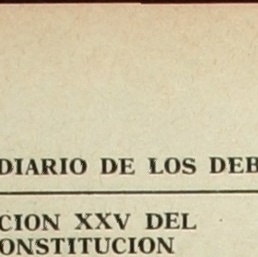 DIARIO DE LOS DEB
CION XXV DEL
ONSTITUCION